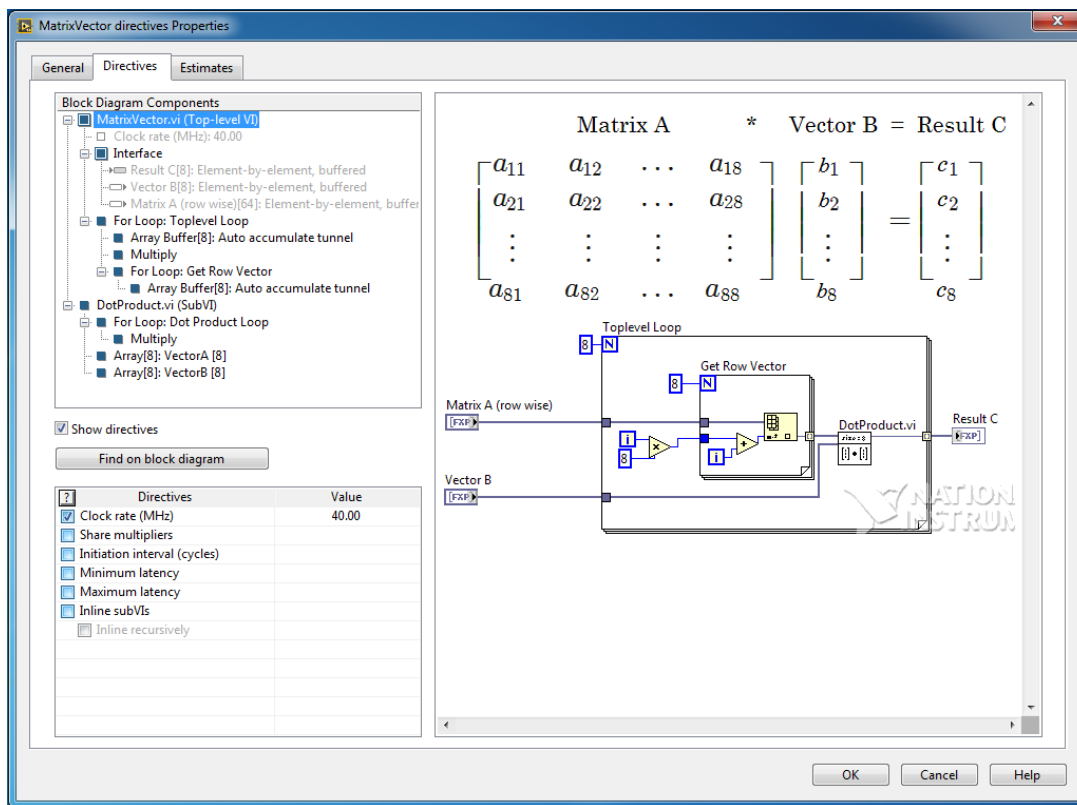 MatrixVector directives Properties
General
Directives
Estimates
Block Diagram Components
MatrixVector.vi (Top-level VI)
Clock rate (MHz): 40.00
Interface
Result C[8]: Element-by-element, buffered
Vector B[8]: Element-by-element, buffered
Matrix A (row wise)[64]: Element-by-element, buffer
For Loop: Toplevel Loop
Array Buffer[8]: Auto accumulate tunnel
Multiply
For Loop: Get Row Vector
Array Buffer[8]: Auto accumulate tunnel
DotProduct.vi (SubVI)
For Loop: Dot Product Loop
Multiply
Array[8]: VectorA [8]
Array[8]: VectorB [8]
Show directives
Find on block diagram
? Directives Value
Clock rate (MHz) 40.00
Share multipliers
Initiation interval (cycles)
Minimum latency
Maximum latency
Inline subVIs
Inline recursively
Matrix A * Vector B = Result C
a11 a12 ... a18 b1 c1
a21 a22 ... a28 b2 = c2
⋮ ⋮ ⋮ ⋮ ⋮ ⋮
a81 a82 ... a88 b8 c8
Toplevel Loop
8 N
Get Row Vector
8 N
Matrix A (row wise)
FXP
i
8
×
+
i
DotProduct.vi
size=8
[⋮]•[⋮]
Result C
FXP
Vector B
FXP
NATION
INSTRUM
OK
Cancel
Help